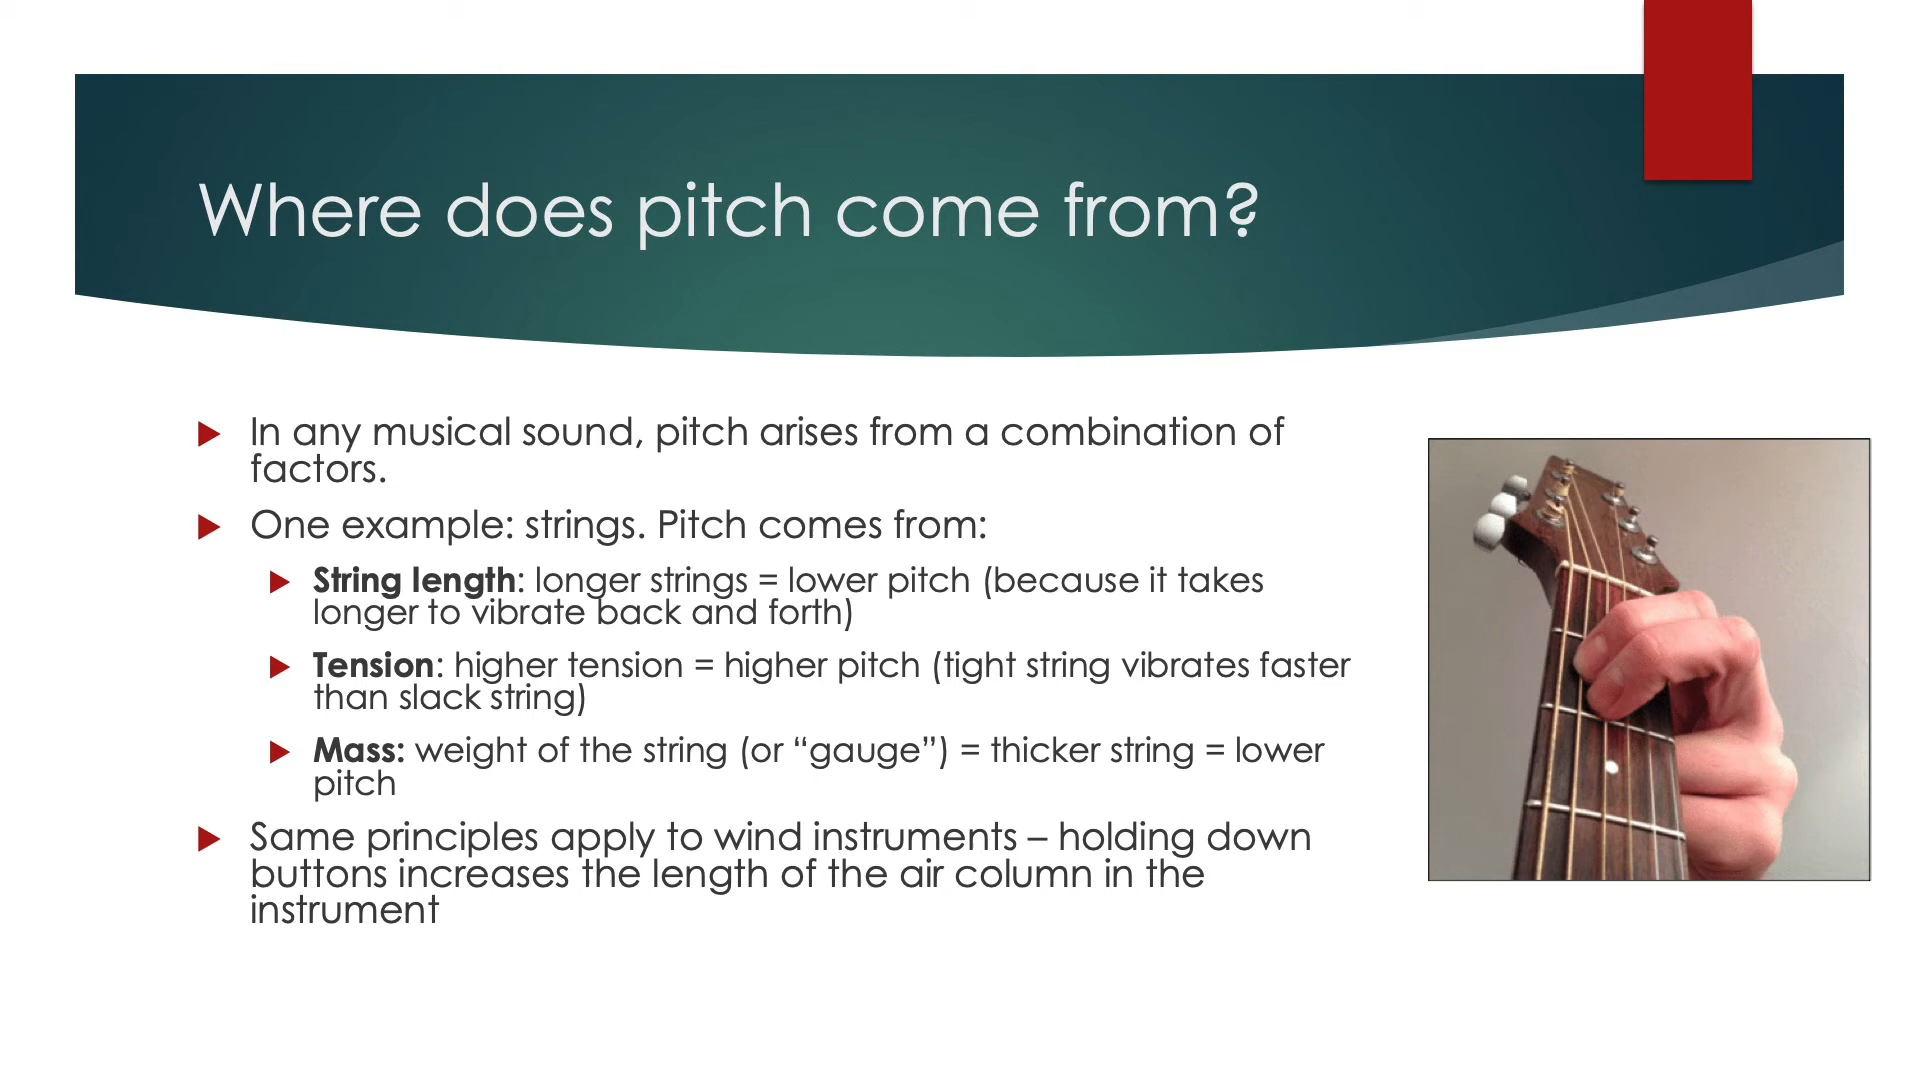 Where does pitch come from?
In any musical sound, pitch arises from a combination of
factors.
One example: strings. Pitch comes from:
String length: longer strings = lower pitch (because it takes
longer to vibrate back and forth)
Tension: higher tension = higher pitch (tight string vibrates faster
than slack string)
Mass: weight of the string (or “gauge”) = thicker string = lower
pitch
Same principles apply to wind instruments – holding down
buttons increases the length of the air column in the
instrument